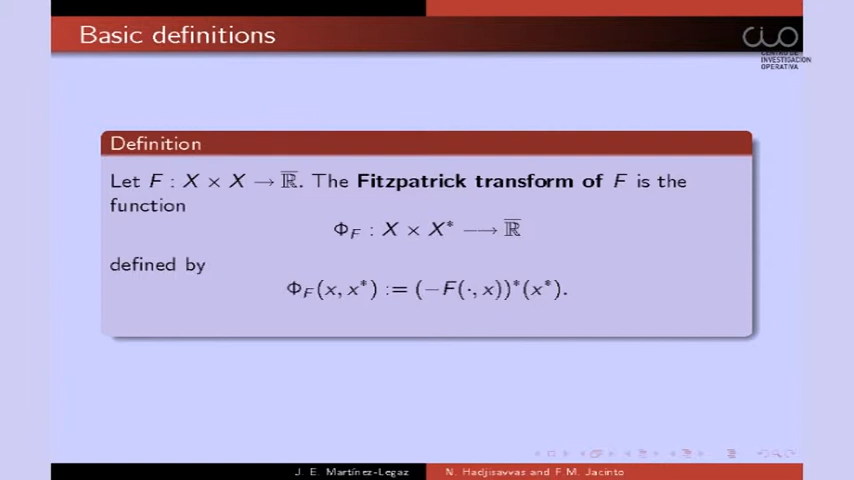 Basic definitions
CIO
CENTRO DE
INVESTIGACION
OPERATIVA
Definition
Let F : X × X → ℝ̅. The Fitzpatrick transform of F is the
function
Φ_F : X × X* ⟶ ℝ̅
defined by
Φ_F(x, x*) := (−F(·, x))*(x*).
J. E. Martínez-Legaz N. Hadjisavvas and F.M. Jacinto